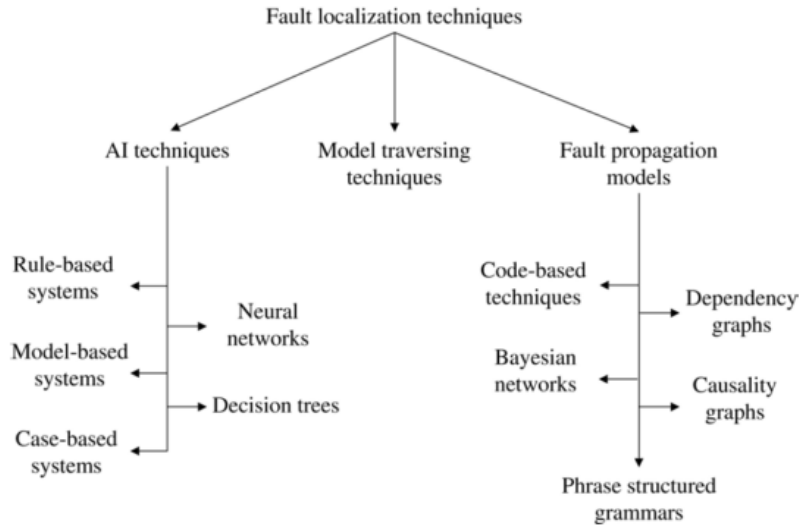 Fault localization techniques
AI techniques
Model traversing
techniques
Fault propagation
models
Rule-based
systems
Neural
networks
Model-based
systems
Decision trees
Case-based
systems
Code-based
techniques
Dependency
graphs
Bayesian
networks
Causality
graphs
Phrase structured
grammars